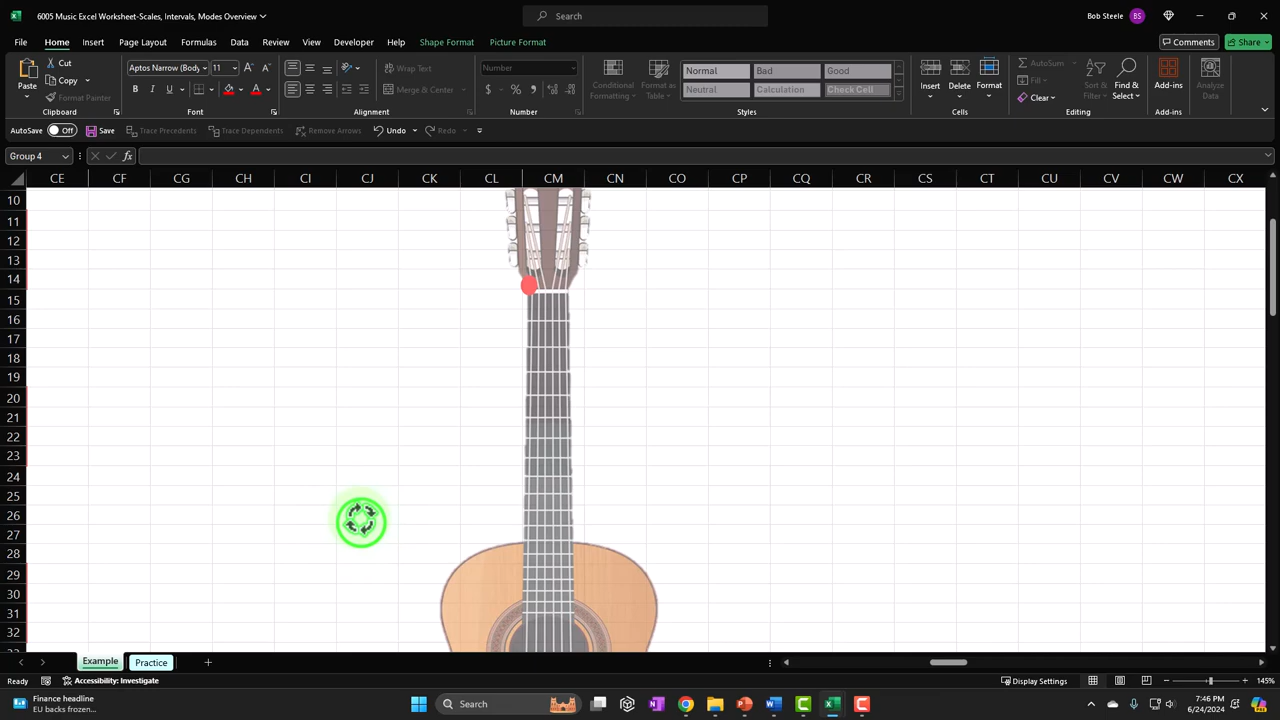 6005 Music Excel Worksheet-Scales, Intervals, Modes Overview
Search
Bob Steele
BS
File Home Insert Draw Page Layout Formulas Data Review View Developer Help Shape Format Picture Format
Comments
Share
Paste
Cut
Copy
Format Painter
Clipboard
Aptos Narrow (Body 11
B I U
Font
Wrap Text
Merge & Center
Alignment
Number
$ % ,
Number
Conditional Formatting
Format as Table
Normal Bad Good
Neutral Calculation Check Cell
Styles
Insert Delete Format
Cells
AutoSum
Fill
Clear
Sort & Filter
Find & Select
Editing
Add-ins
Add-ins
Analyze Data
AutoSave Off Save Trace Precedents Trace Dependents Remove Arrows Undo Redo
Group 4
fx
CE CF CG CH CI CJ CK CL CM CN CO CP CQ CR CS CT CU CV CW CX
10
11
12
13
14
15
16
17
18
19
20
21
22
23
24
25
26
27
28
29
30
31
32
Example Practice
Ready Accessibility: Investigate Display Settings 145%
Finance headline
EU backs frozen...
Search
7:46 PM
6/24/2024